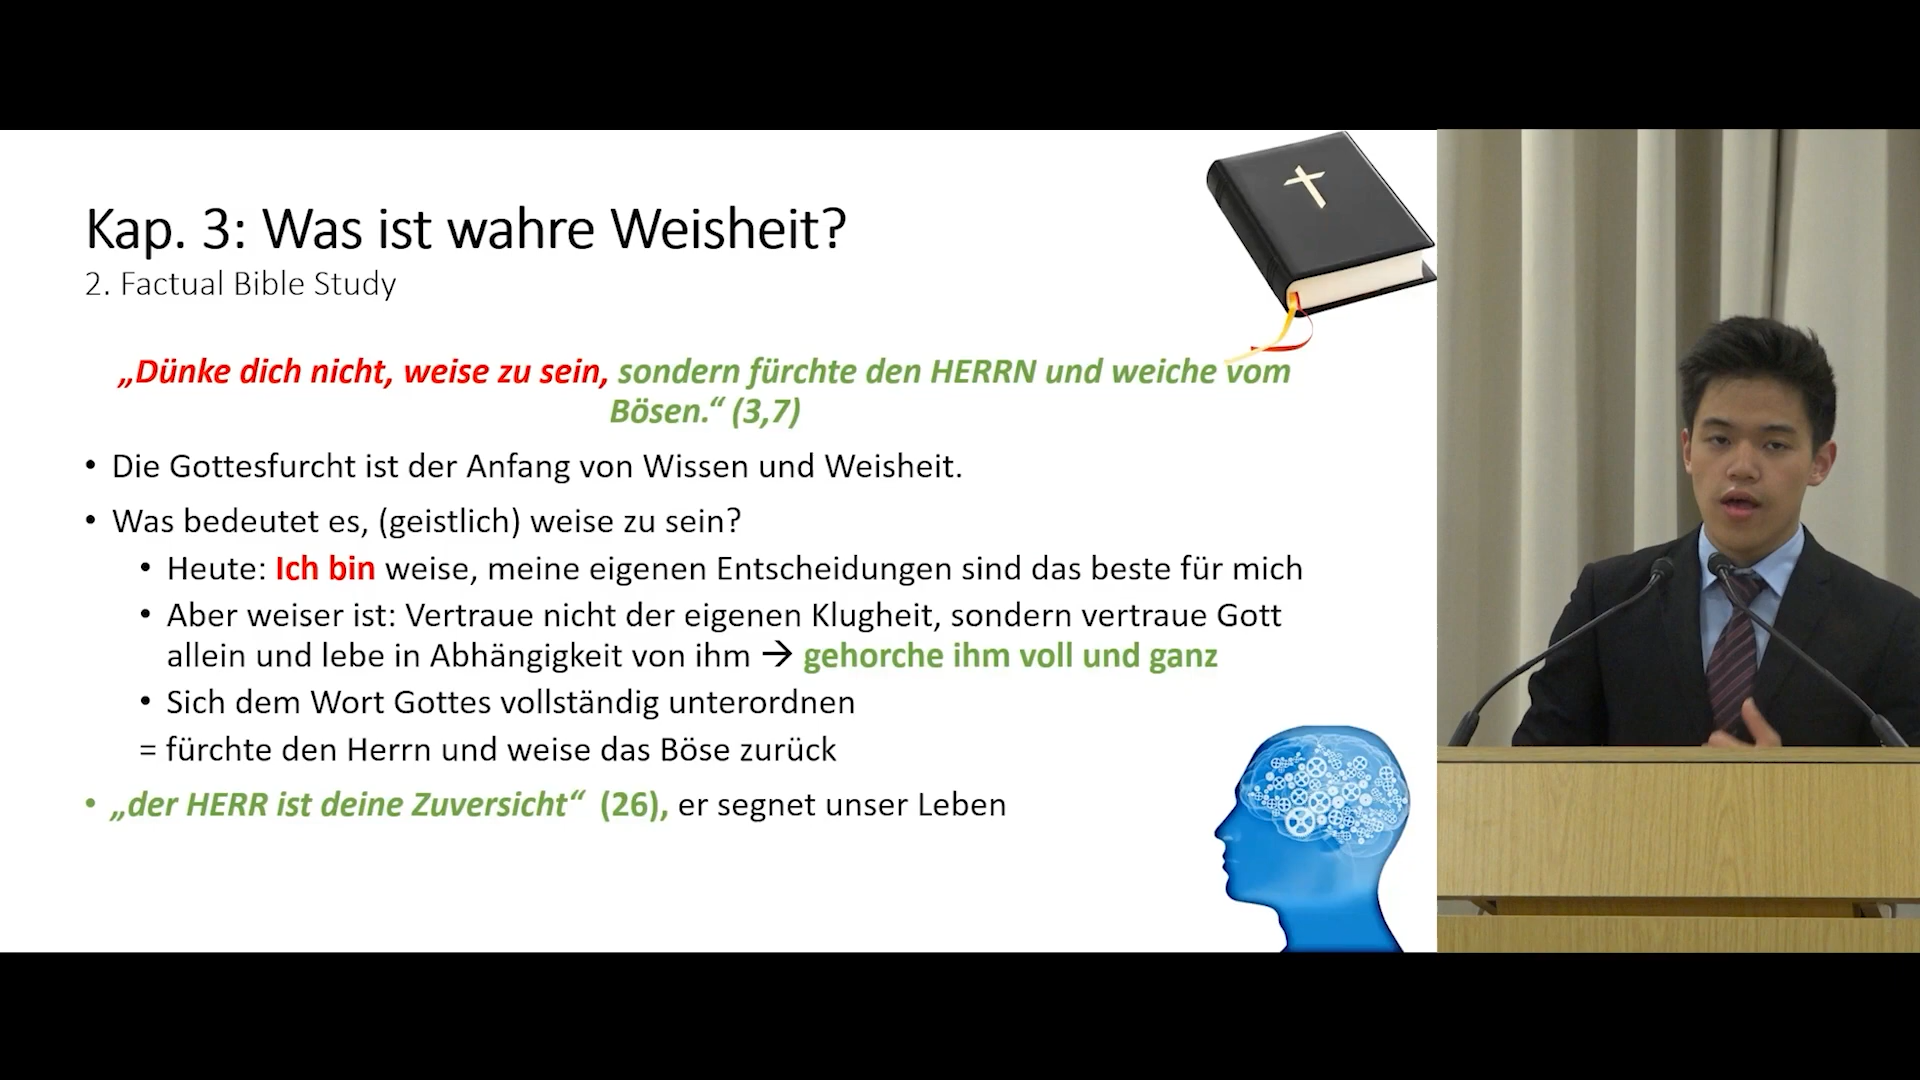 Kap. 3: Was ist wahre Weisheit?
2. Factual Bible Study
„Dünke dich nicht, weise zu sein, sondern fürchte den HERRN und weiche vom
Bösen.“ (3,7)
• Die Gottesfurcht ist der Anfang von Wissen und Weisheit.
• Was bedeutet es, (geistlich) weise zu sein?
• Heute: Ich bin weise, meine eigenen Entscheidungen sind das beste für mich
• Aber weiser ist: Vertraue nicht der eigenen Klugheit, sondern vertraue Gott
allein und lebe in Abhängigkeit von ihm → gehorche ihm voll und ganz
• Sich dem Wort Gottes vollständig unterordnen
= fürchte den Herrn und weise das Böse zurück
• „der HERR ist deine Zuversicht“ (26), er segnet unser Leben